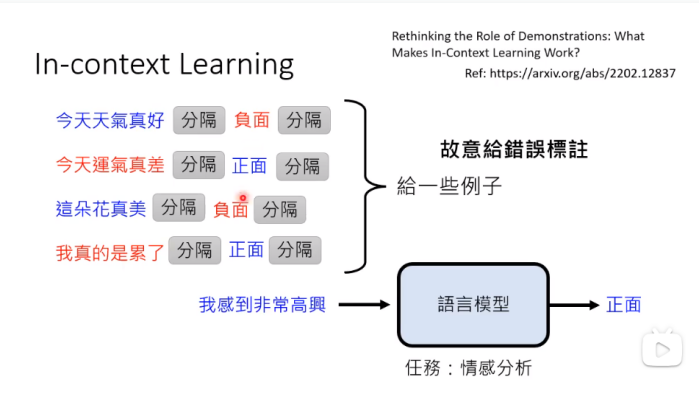 In-context Learning
Rethinking the Role of Demonstrations: What
Makes In-Context Learning Work?
Ref: https://arxiv.org/abs/2202.12837
今天天氣真好 分隔 負面 分隔
今天運氣真差 分隔 正面 分隔
這朵花真美 分隔 負面 分隔
我真的是累了 分隔 正面 分隔
故意給錯誤標註
給一些例子
我感到非常高興 語言模型 正面
任務：情感分析